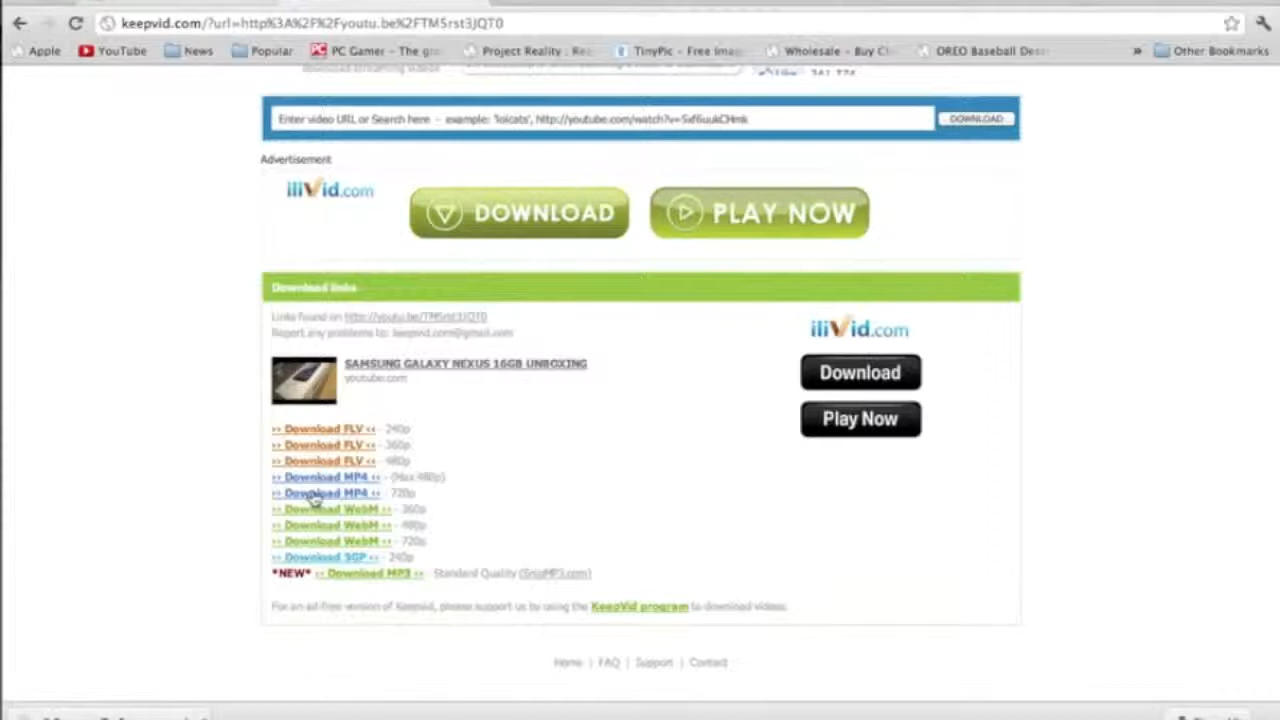 keepvid.com/?url=http%3A%2F%2Fyoutu.be%2FTM5rst3JQT0
Apple YouTube News Popular PC Gamer - The gro Project Reality : Re TinyPic - Free Imag Wholesale - Buy Ch OREO Baseball Dess » Other Bookmarks
download streaming videos
Enter video URL or Search here - example: 'lolcats', http://youtube.com/watch?v=5xf6uukCHmk DOWNLOAD
Advertisement
iliVid.com DOWNLOAD PLAY NOW
Download links
Links found on http://youtu.be/TM5rst3JQT0
Report any problems to: keepvid.com@gmail.com
iliVid.com
SAMSUNG GALAXY NEXUS 16GB UNBOXING
youtube.com
Download
Play Now
>> Download FLV << - 240p
>> Download FLV << - 360p
>> Download FLV << - 480p
>> Download MP4 << - (Max 480p)
>> Download MP4 << - 720p
>> Download WebM << - 360p
>> Download WebM << - 480p
>> Download WebM << - 720p
>> Download 3GP << - 240p
*NEW* >> Download MP3 << - Standard Quality (SnipMP3.com)
For an ad-free version of Keepvid, please support us by using the KeepVid program to download videos.
Home | FAQ | Support | Contact